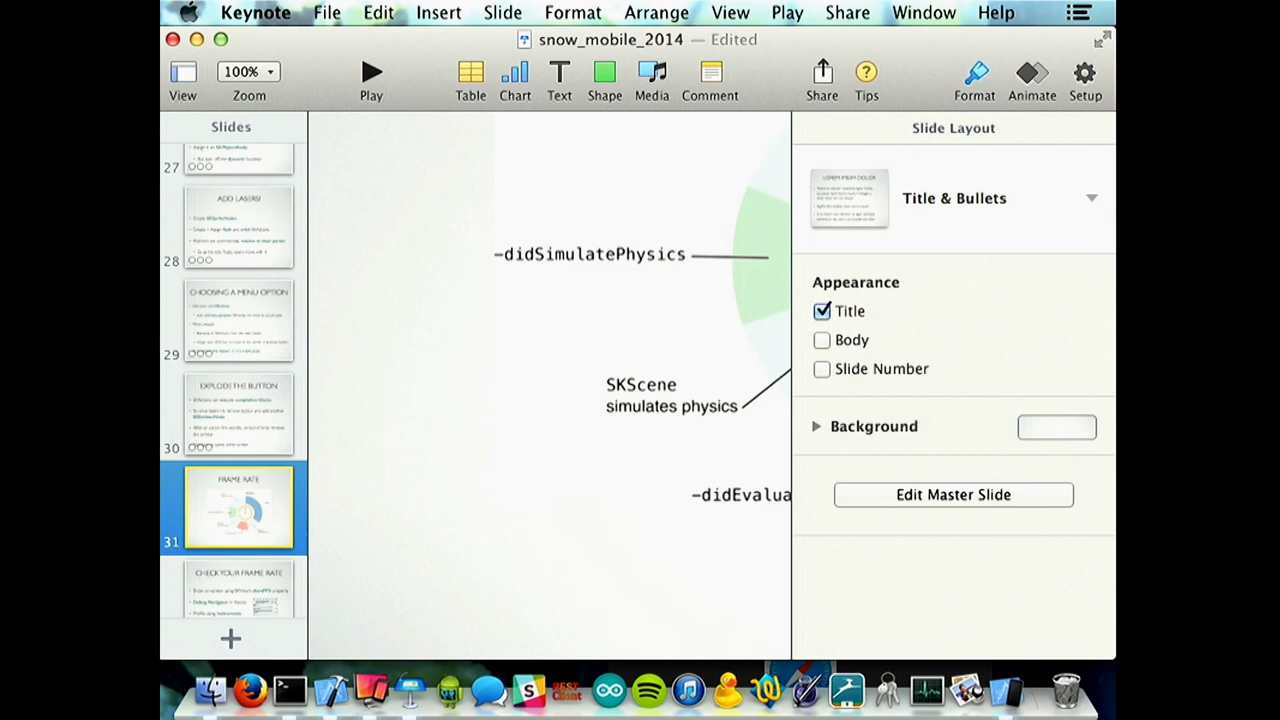 Keynote File Edit Insert Slide Format Arrange View Play Share Window Help
snow_mobile_2014 — Edited
100%
View Zoom Play Table Chart Text Shape Media Comment Share Tips Format Animate Setup
Slides
27
ADD LASERS!
28
CHOOSING A MENU OPTION
29
EXPLODE THE BUTTON
30
FRAME RATE
31
CHECK YOUR FRAME RATE
-didSimulatePhysics
SKScene
simulates physics
-didEvalua
Slide Layout
LOREM IPSUM DOLOR
Title & Bullets
Appearance
Title
Body
Slide Number
Background
Edit Master Slide